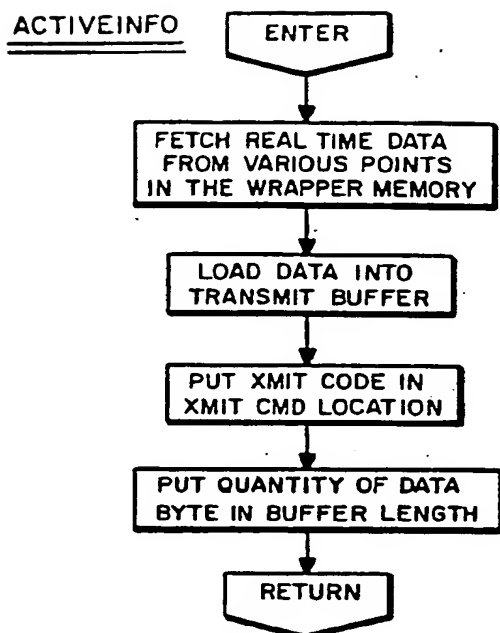 ACTIVEINFO
ENTER
FETCH REAL TIME DATA
FROM VARIOUS POINTS
IN THE WRAPPER MEMORY
LOAD DATA INTO
TRANSMIT BUFFER
PUT XMIT CODE IN
XMIT CMD LOCATION
PUT QUANTITY OF DATA
BYTE IN BUFFER LENGTH
RETURN